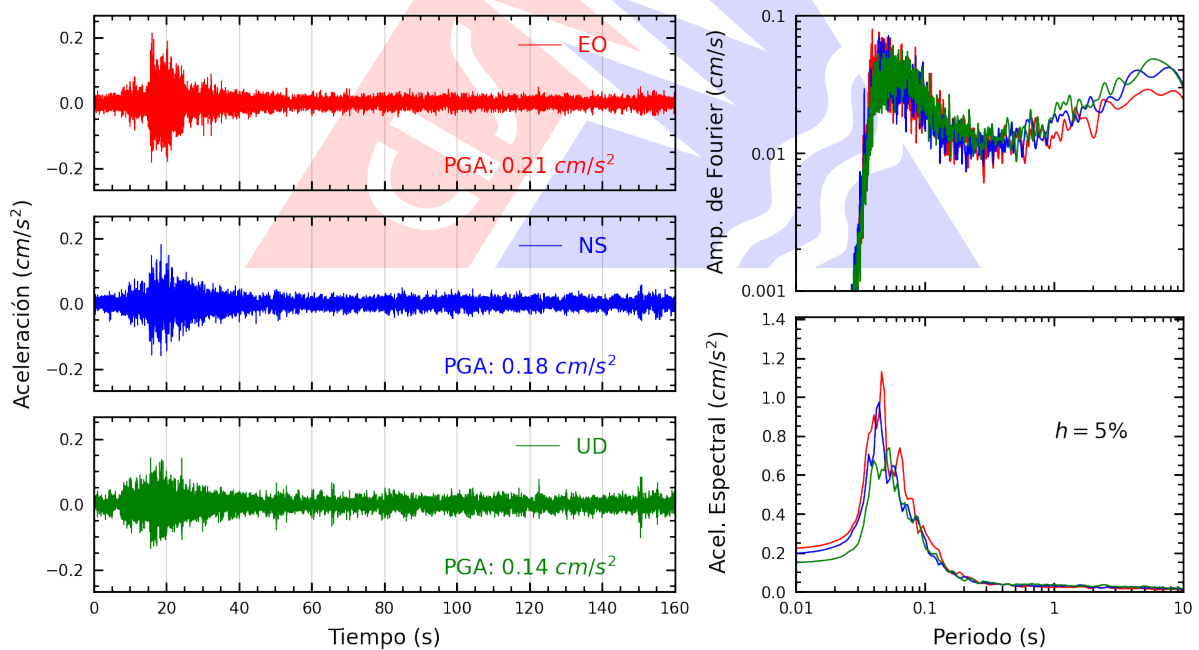 Aceleración (cm/s²)
0.2
0.0
−0.2
EO
PGA: 0.21 cm/s²
0.2
0.0
−0.2
NS
PGA: 0.18 cm/s²
0.2
0.0
−0.2
UD
PGA: 0.14 cm/s²
0 20 40 60 80 100 120 140 160
Tiempo (s)
Amp. de Fourier (cm/s)
0.1
0.01
0.001
Acel. Espectral (cm/s²)
1.4
1.2
1.0
0.8
0.6
0.4
0.2
0.0
h = 5%
0.01 0.1 1 10
Periodo (s)